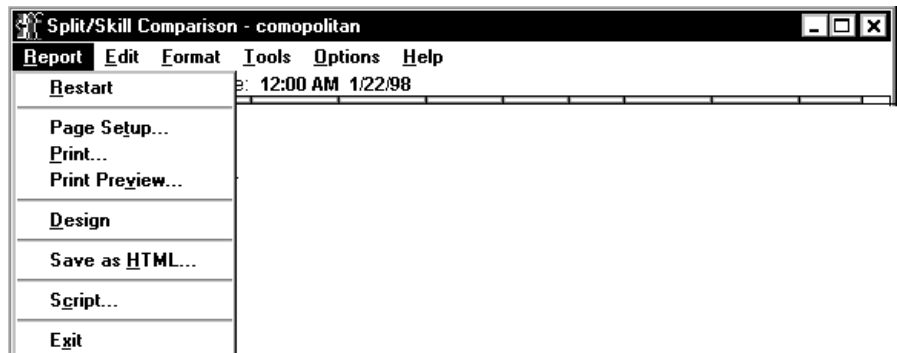 Split/Skill Comparison - comopolitan
Report Edit Format Tools Options Help
Restart
12:00 AM 1/22/98
Page Setup...
Print...
Print Preview...
Design
Save as HTML...
Script...
Exit